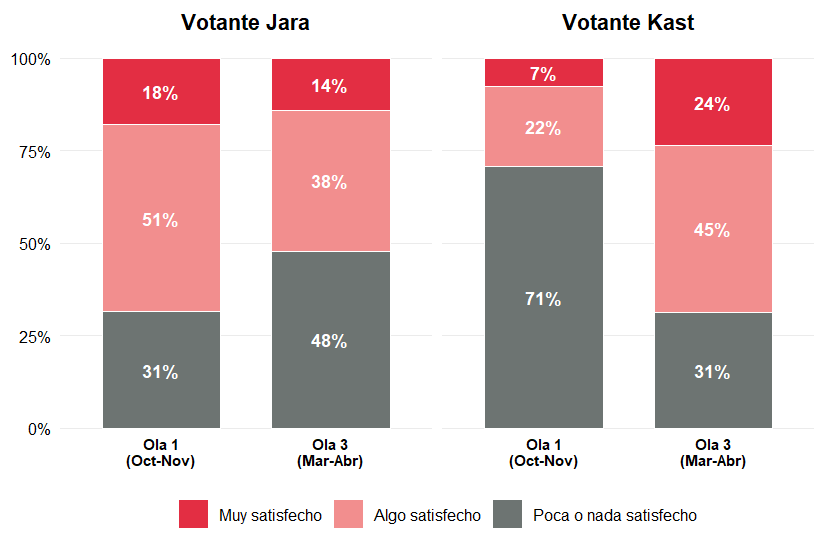 Votante Jara
Votante Kast
100%
75%
50%
25%
0%
18%
51%
31%
14%
38%
48%
7%
22%
71%
24%
45%
31%
Ola 1
(Oct-Nov)
Ola 3
(Mar-Abr)
Ola 1
(Oct-Nov)
Ola 3
(Mar-Abr)
Muy satisfecho
Algo satisfecho
Poca o nada satisfecho